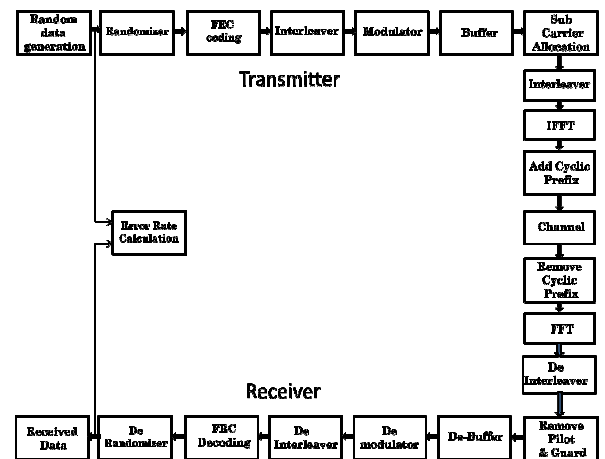 Random
data
generation
Randomiser
FEC
coding
Interleaver
Modulator
Buffer
Sub
Carrier
Allocation
Transmitter
Interleaver
IFFT
Add Cyclic
Prefix
Error Rate
Calculation
Channel
Remove
Cyclic
Prefix
FFT
De
Interleaver
Receiver
Received
Data
De
Randomiser
FEC
Decoding
De
Interleaver
De
modulator
De-Buffer
Remove
Pilot
& Guard